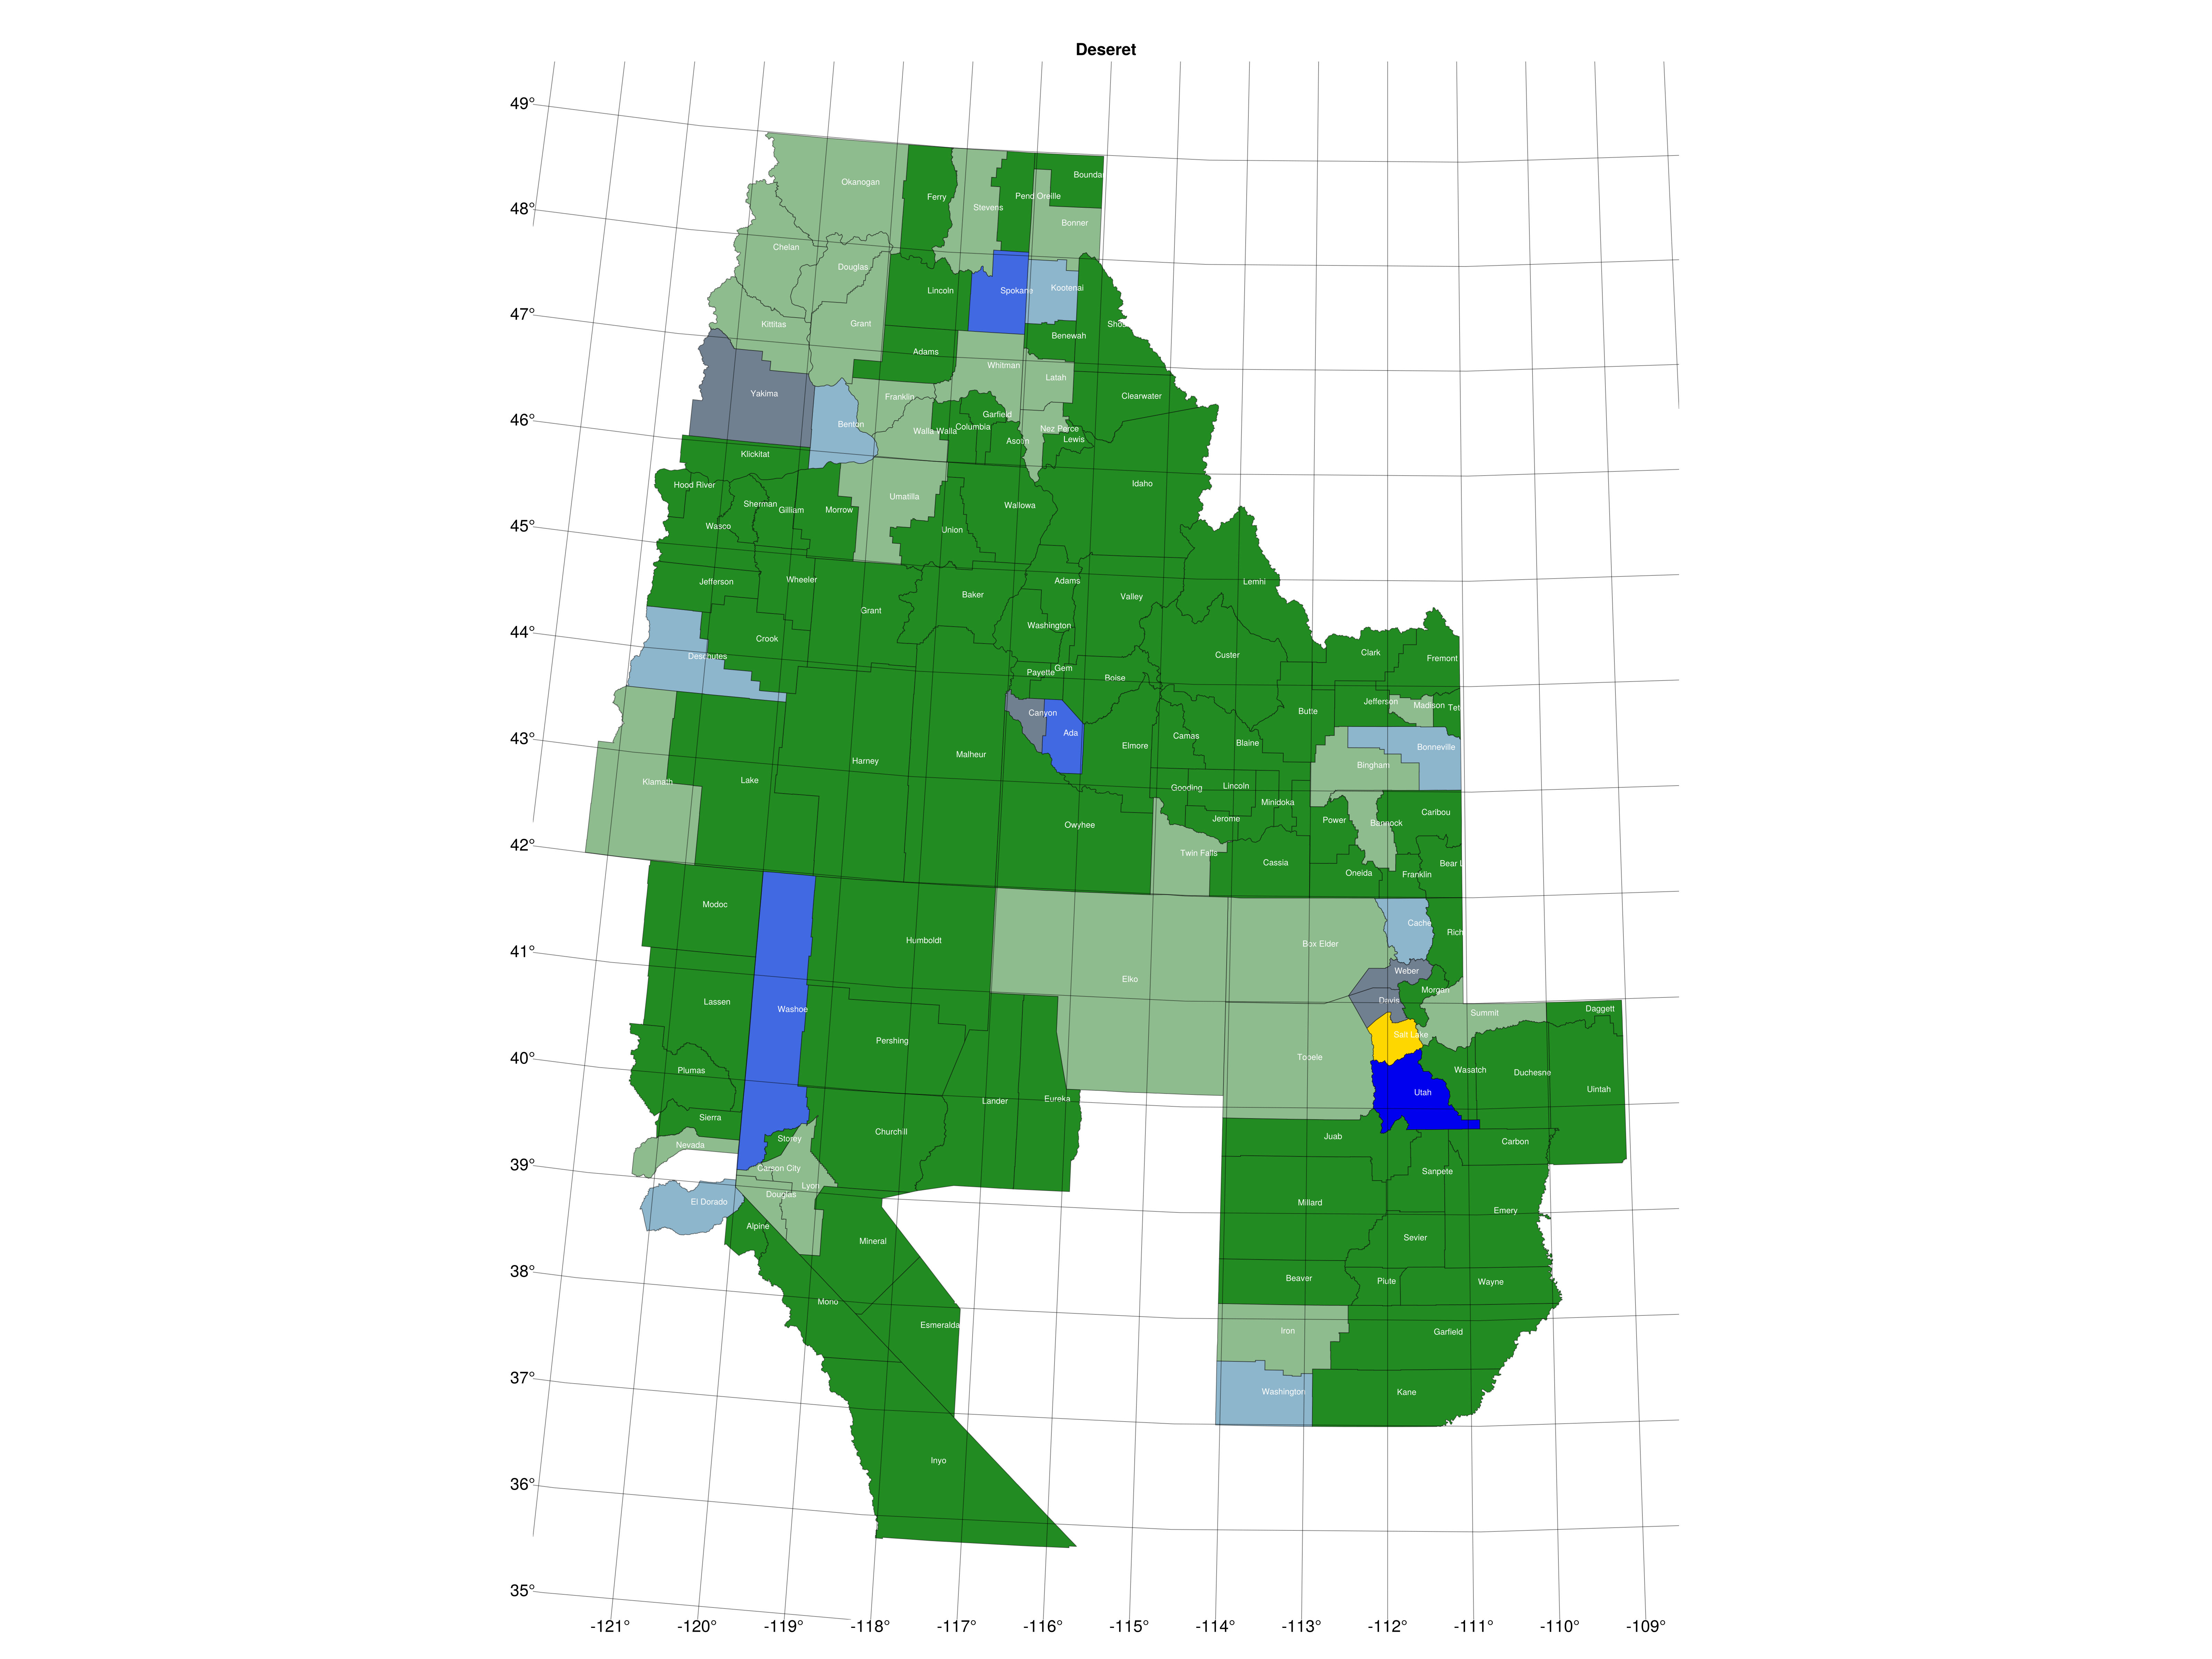 Deseret
49°
48°
47°
46°
45°
44°
43°
42°
41°
40°
39°
38°
37°
36°
35°
-121°
-120°
-119°
-118°
-117°
-116°
-115°
-114°
-113°
-112°
-111°
-110°
-109°
Okanogan
Ferry
Stevens
Pend Oreille
Bounda
Bonner
Chelan
Douglas
Lincoln
Spokane
Kootenai
Kittitas
Grant
Adams
Benewah
Sho
Whitman
Latah
Yakima
Benton
Franklin
Walla Walla
Columbia
Garfield
Asotin
Nez Perce
Lewis
Clearwater
Klickitat
Idaho
Hood River
Wasco
Sherman
Gilliam
Morrow
Umatilla
Union
Wallowa
Jefferson
Wheeler
Grant
Baker
Adams
Valley
Lemhi
Crook
Deschutes
Washington
Payette
Gem
Boise
Custer
Clark
Fremont
Jefferson
Madison
Tet
Butte
Bonneville
Bingham
Canyon
Ada
Elmore
Camas
Blaine
Gooding
Lincoln
Minidoka
Jerome
Power
Bannock
Caribou
Klamath
Lake
Harney
Malheur
Owyhee
Twin Falls
Cassia
Oneida
Franklin
Bear L
Modoc
Humboldt
Elko
Box Elder
Cache
Rich
Weber
Morgan
Davis
Summit
Daggett
Salt Lake
Lassen
Washoe
Pershing
Tooele
Wasatch
Duchesne
Uintah
Utah
Plumas
Sierra
Nevada
Lander
Eureka
Churchill
Storey
Carson City
Lyon
Douglas
El Dorado
Alpine
Mineral
Mono
Esmeralda
Inyo
Juab
Carbon
Sanpete
Millard
Emery
Sevier
Beaver
Piute
Wayne
Iron
Garfield
Washington
Kane